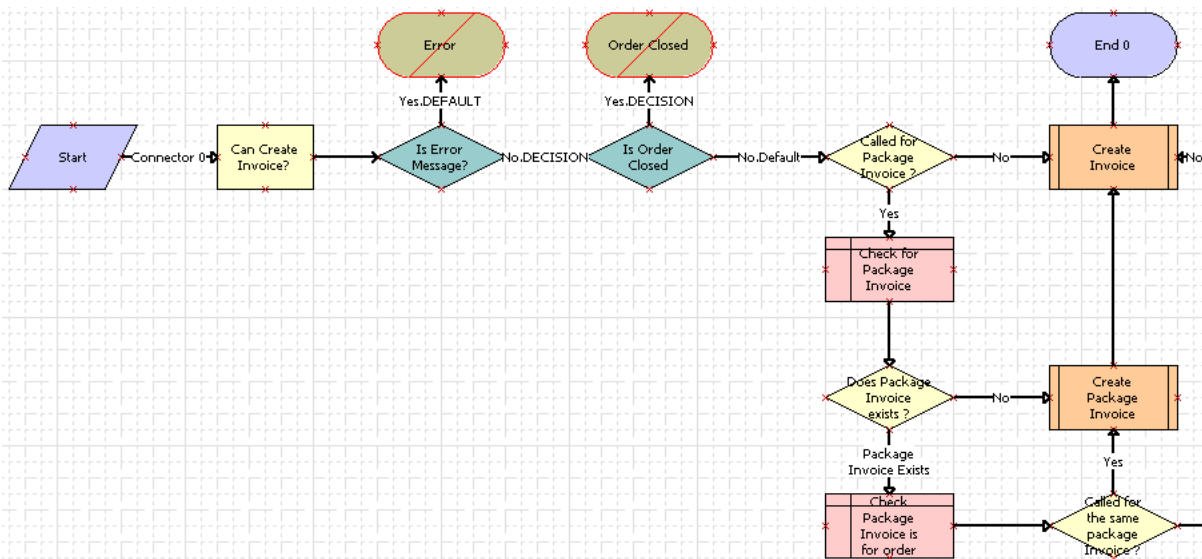 Error
Order Closed
End 0
Yes.DEFAULT
Yes.DECISION
Start
Connector 0
Can Create
Invoice?
Is Error
Message?
No.DECISION
Is Order
Closed
No.Default
Called for
Package
Invoice ?
No
Create
Invoice
No
Yes
Check for
Package
Invoice
Does Package
Invoice
exists ?
No
Create
Package
Invoice
Package
Invoice Exists
Yes
Check
Package
Invoice is
for order
Called for
the same
package
Invoice ?